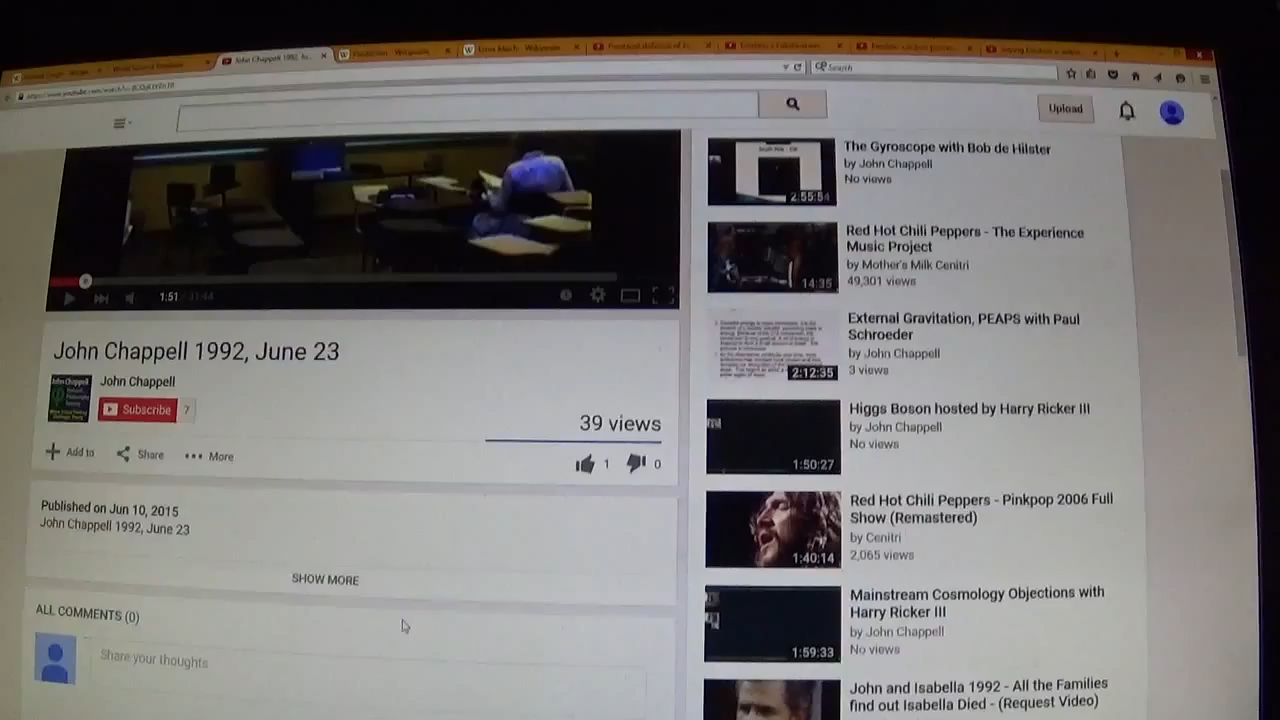 John Chappell 1992, Ju...
Wikipedia
Search
Upload
1:51
John Chappell 1992, June 23
John Chappell
Subscribe 7
39 views
Add to Share More 1 0
Published on Jun 10, 2015
John Chappell 1992, June 23
SHOW MORE
ALL COMMENTS (0)
Share your thoughts
The Gyroscope with Bob de Hilster
by John Chappell
No views
2:55:54
Red Hot Chili Peppers - The Experience
Music Project
by Mother's Milk Cenitri
49,301 views
14:35
External Gravitation, PEAPS with Paul
Schroeder
by John Chappell
3 views
2:12:35
Higgs Boson hosted by Harry Ricker III
by John Chappell
No views
1:50:27
Red Hot Chili Peppers - Pinkpop 2006 Full
Show (Remastered)
by Cenitri
2,065 views
1:40:14
Mainstream Cosmology Objections with
Harry Ricker III
by John Chappell
No views
1:59:33
John and Isabella 1992 - All the Families
find out Isabella Died - (Request Video)